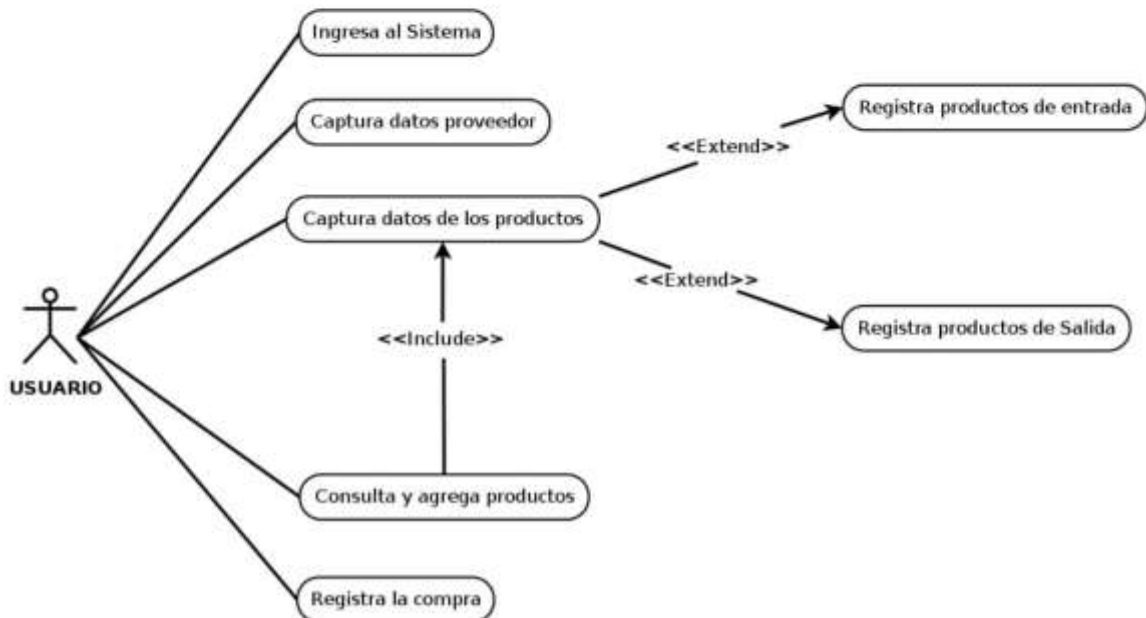 Ingresa al Sistema
Captura datos proveedor
Registra productos de entrada
<<Extend>>
Captura datos de los productos
<<Extend>>
Registra productos de Salida
<<Include>>
USUARIO
Consulta y agrega productos
Registra la compra